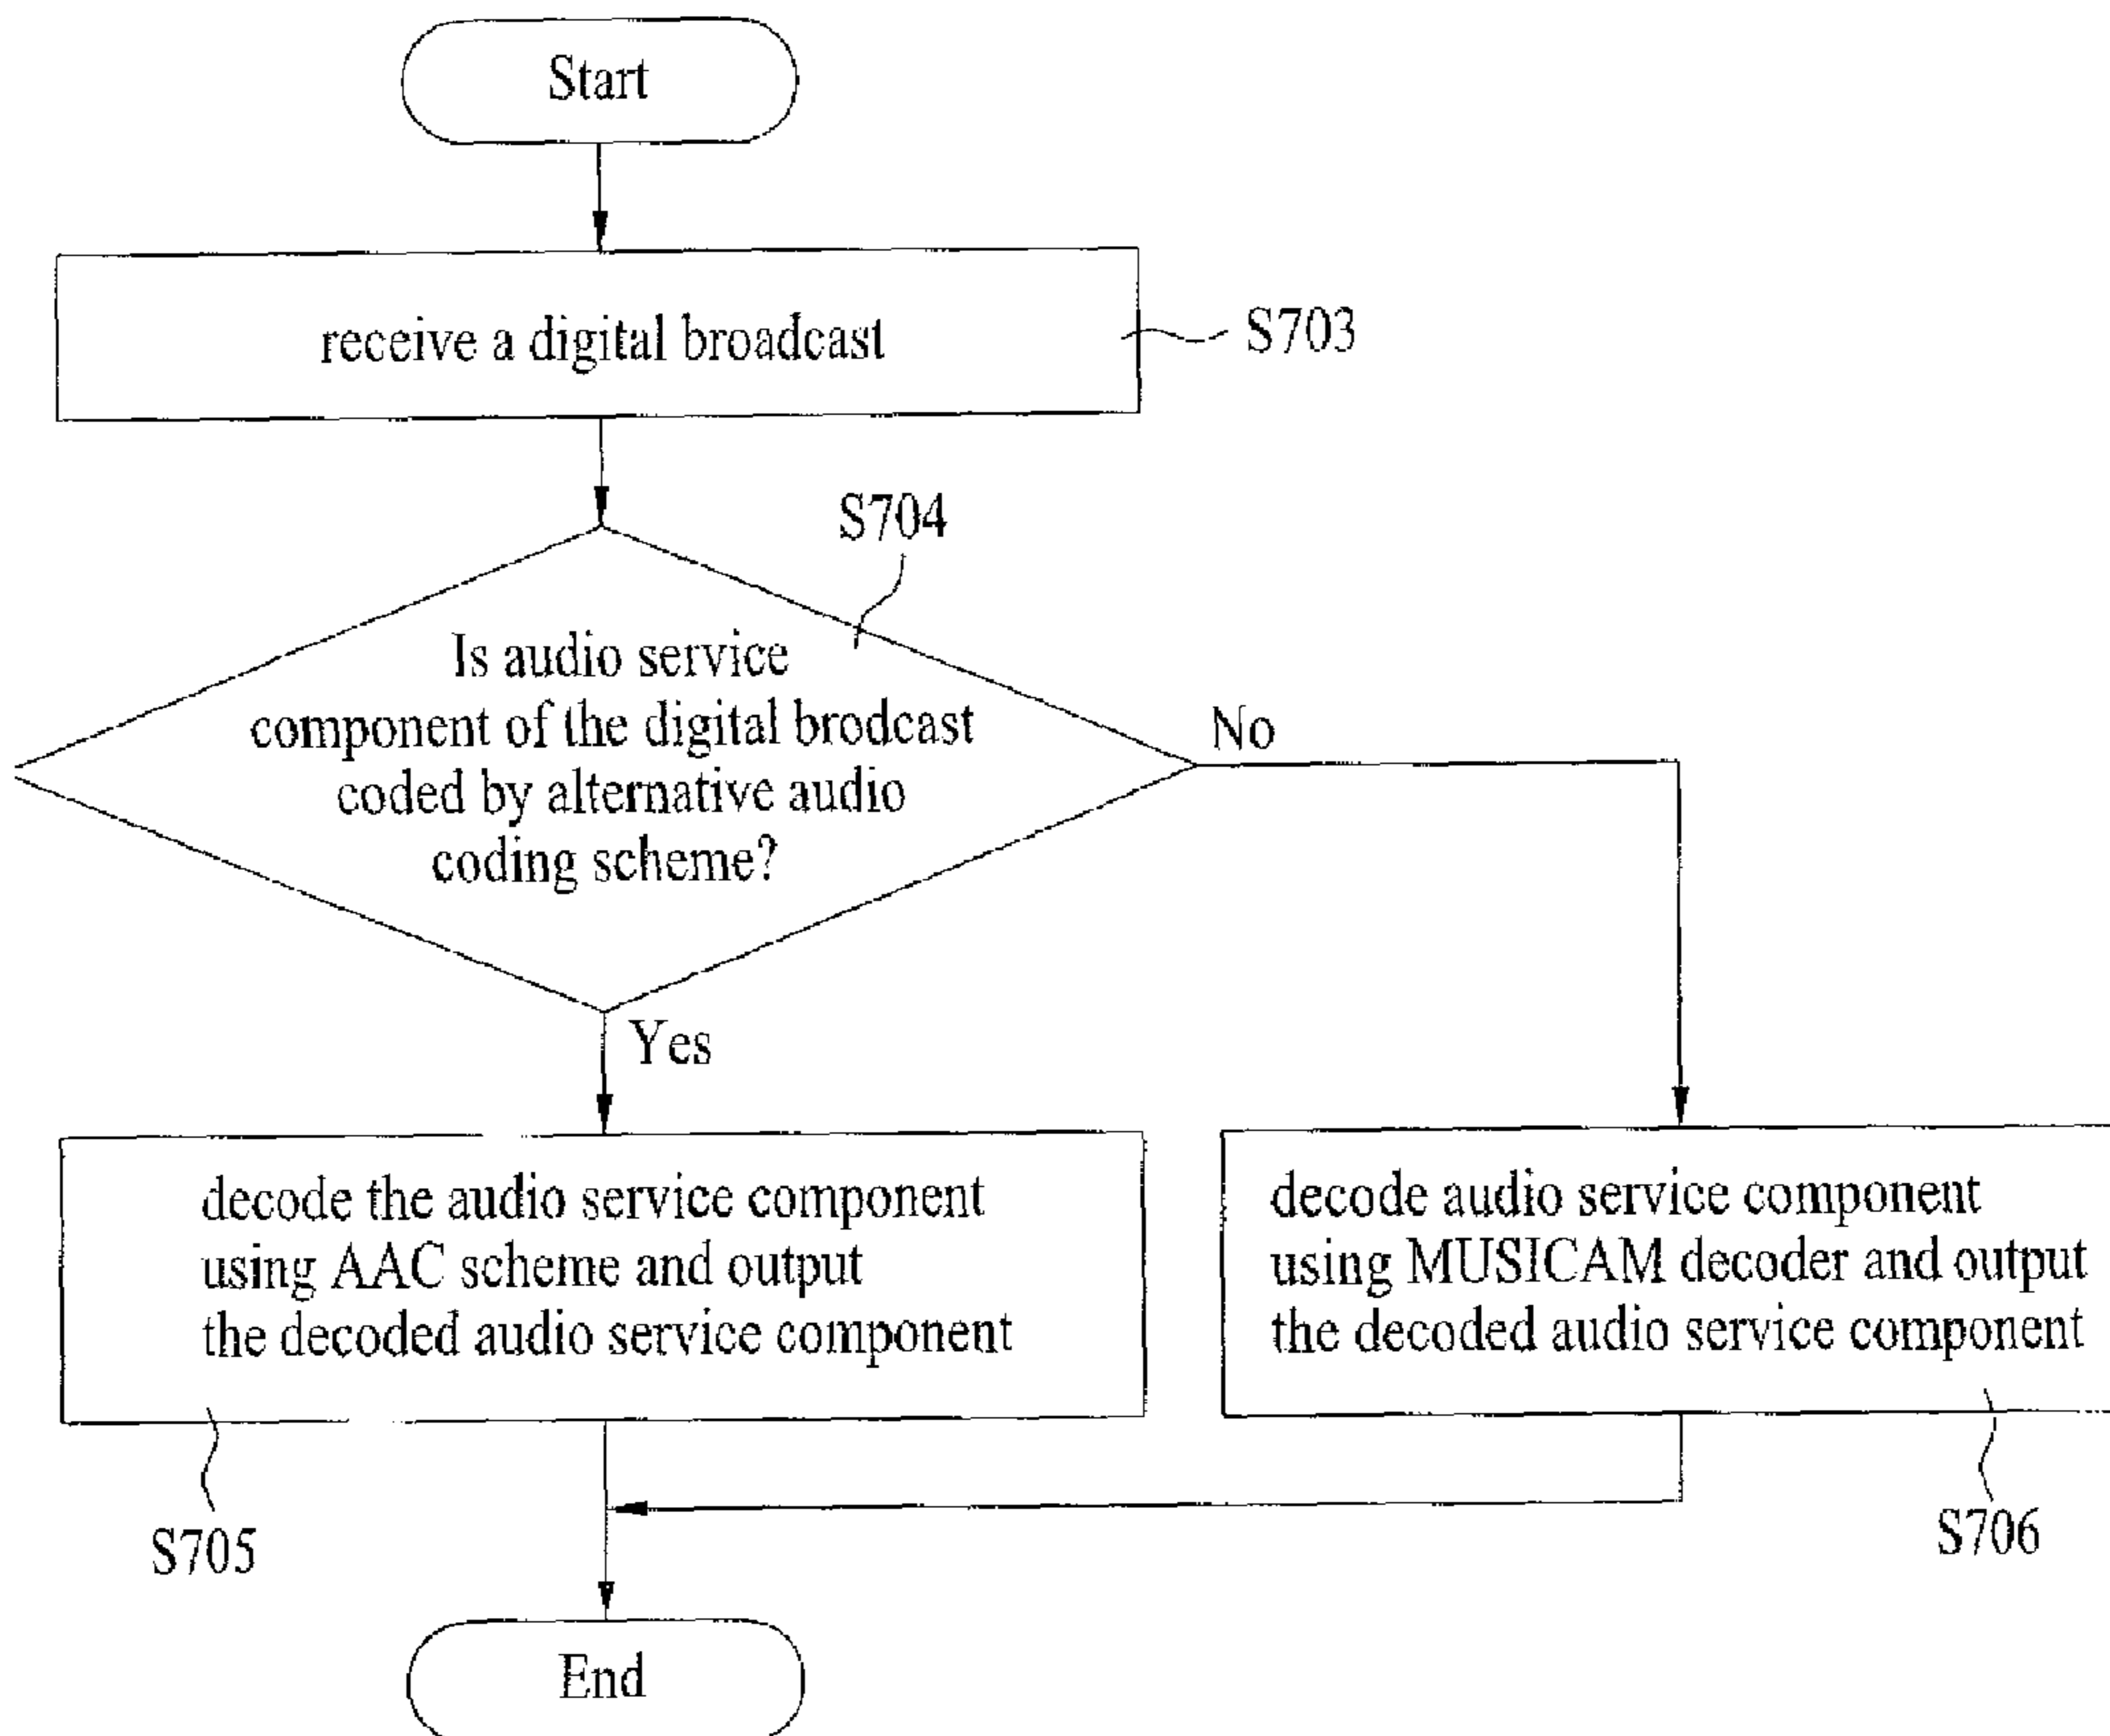 Start
receive a digital broadcast
S703
S704
Is audio service
component of the digital brodcast
coded by alternative audio
coding scheme?
No
Yes
decode the audio service component
using AAC scheme and output
the decoded audio service component
S705
decode audio service component
using MUSICAM decoder and output
the decoded audio service component
S706
End